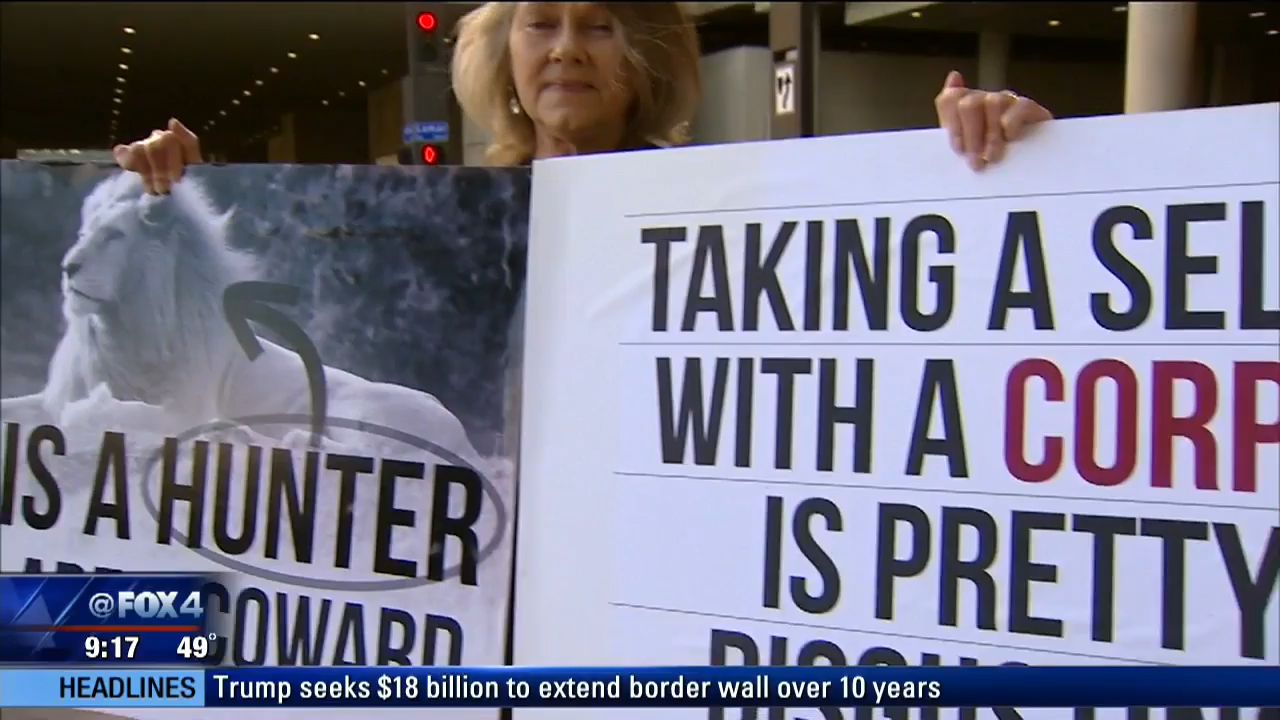 IS A HUNTER
COWARD
TAKING A SEL
WITH A CORP
IS PRETTY
@FOX4
9:17 49°
HEADLINES Trump seeks $18 billion to extend border wall over 10 years